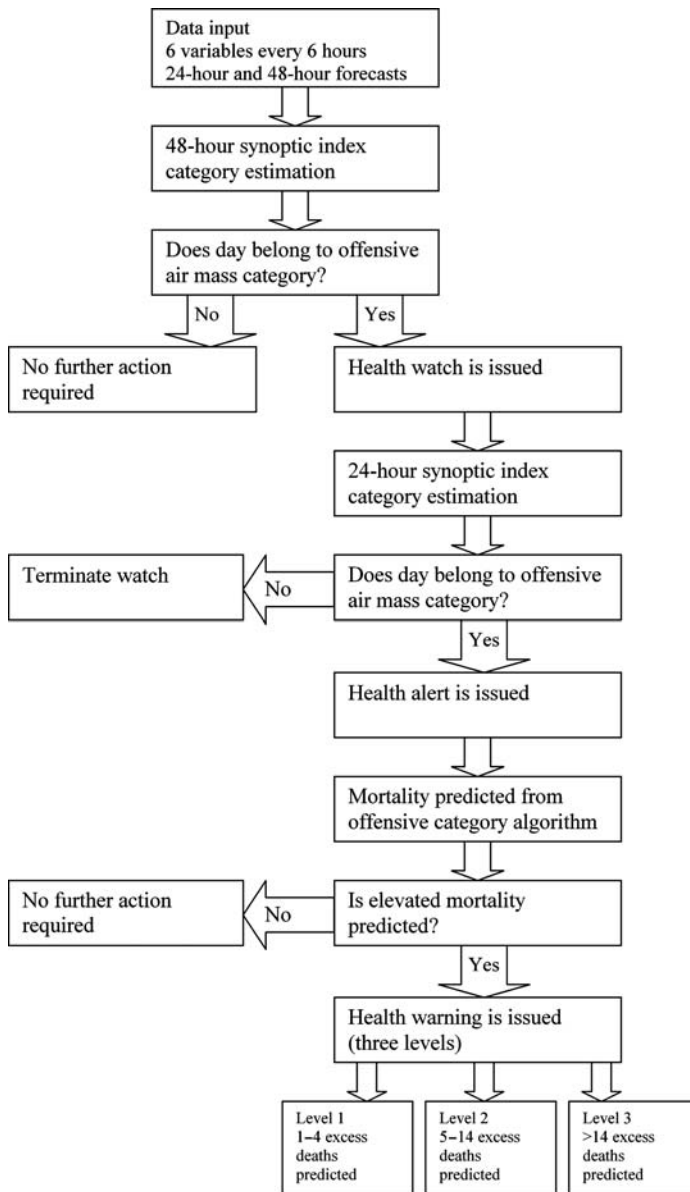 Data input
6 variables every 6 hours
24-hour and 48-hour forecasts
48-hour synoptic index
category estimation
Does day belong to offensive
air mass category?
No
Yes
No further action
required
Health watch is issued
24-hour synoptic index
category estimation
Terminate watch
No
Does day belong to offensive
air mass category?
Yes
Health alert is issued
Mortality predicted from
offensive category algorithm
No further action
required
No
Is elevated mortality
predicted?
Yes
Health warning is issued
(three levels)
Level 1
1–4 excess
deaths
predicted
Level 2
5–14 excess
deaths
predicted
Level 3
>14 excess
deaths
predicted